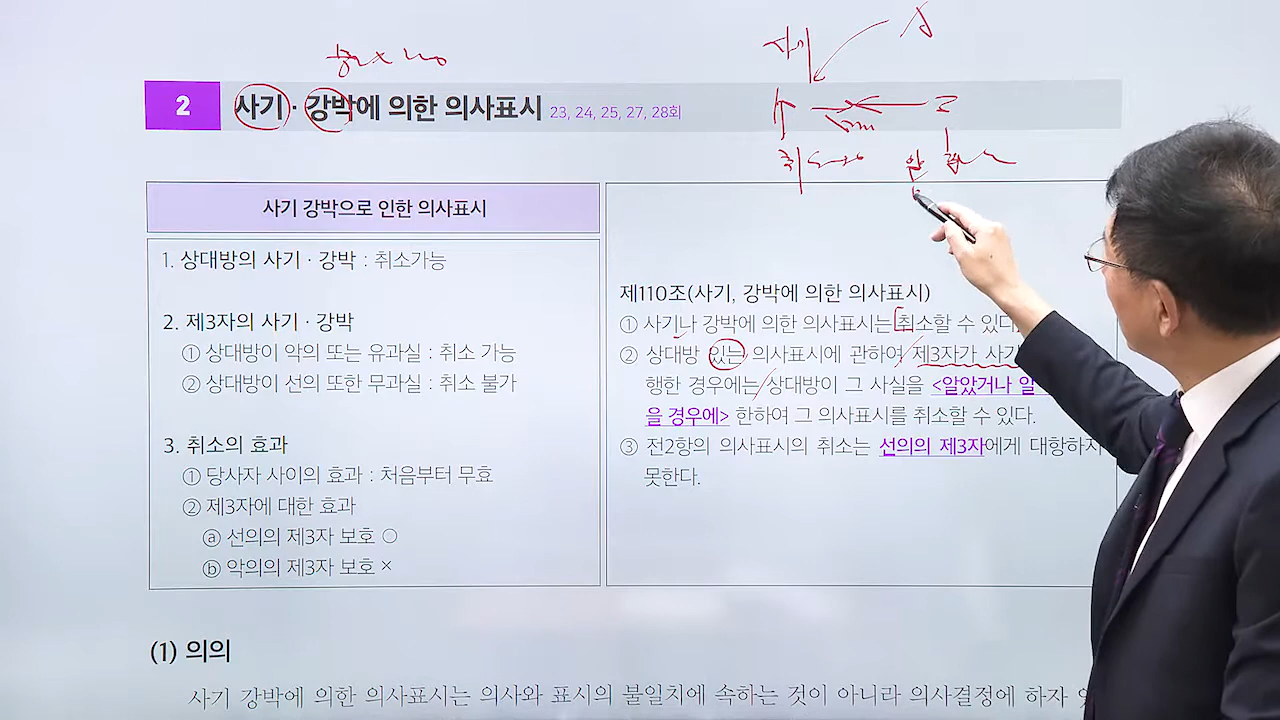 2 사기 · 강박에 의한 의사표시 23, 24, 25, 27, 28회
사기
사기 강박으로 인한 의사표시
1. 상대방의 사기 · 강박 : 취소가능
2. 제3자의 사기 · 강박
① 상대방이 악의 또는 유과실 : 취소 가능
② 상대방이 선의 또한 무과실 : 취소 불가
3. 취소의 효과
① 당사자 사이의 효과 : 처음부터 무효
② 제3자에 대한 효과
ⓐ 선의의 제3자 보호 ○
ⓑ 악의의 제3자 보호 ×
제110조(사기, 강박에 의한 의사표시)
① 사기나 강박에 의한 의사표시는 취소할 수 있다.
② 상대방 있는 의사표시에 관하여 제3자가 사기
행한 경우에는 상대방이 그 사실을 <알았거나 알
을 경우에> 한하여 그 의사표시를 취소할 수 있다.
③ 전2항의 의사표시의 취소는 선의의 제3자에게 대항하지
못한다.
(1) 의의
사기 강박에 의한 의사표시는 의사와 표시의 불일치에 속하는 것이 아니라 의사결정에 하자